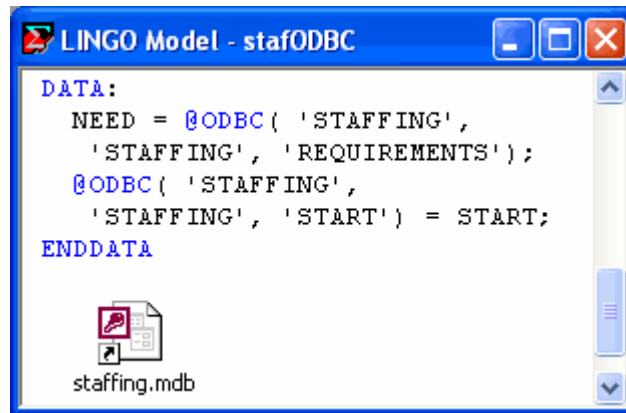 LINGO Model - stafODBC
DATA:
NEED = @ODBC( 'STAFFING',
'STAFFING', 'REQUIREMENTS');
@ODBC( 'STAFFING',
'STAFFING', 'START') = START;
ENDDATA
staffing.mdb